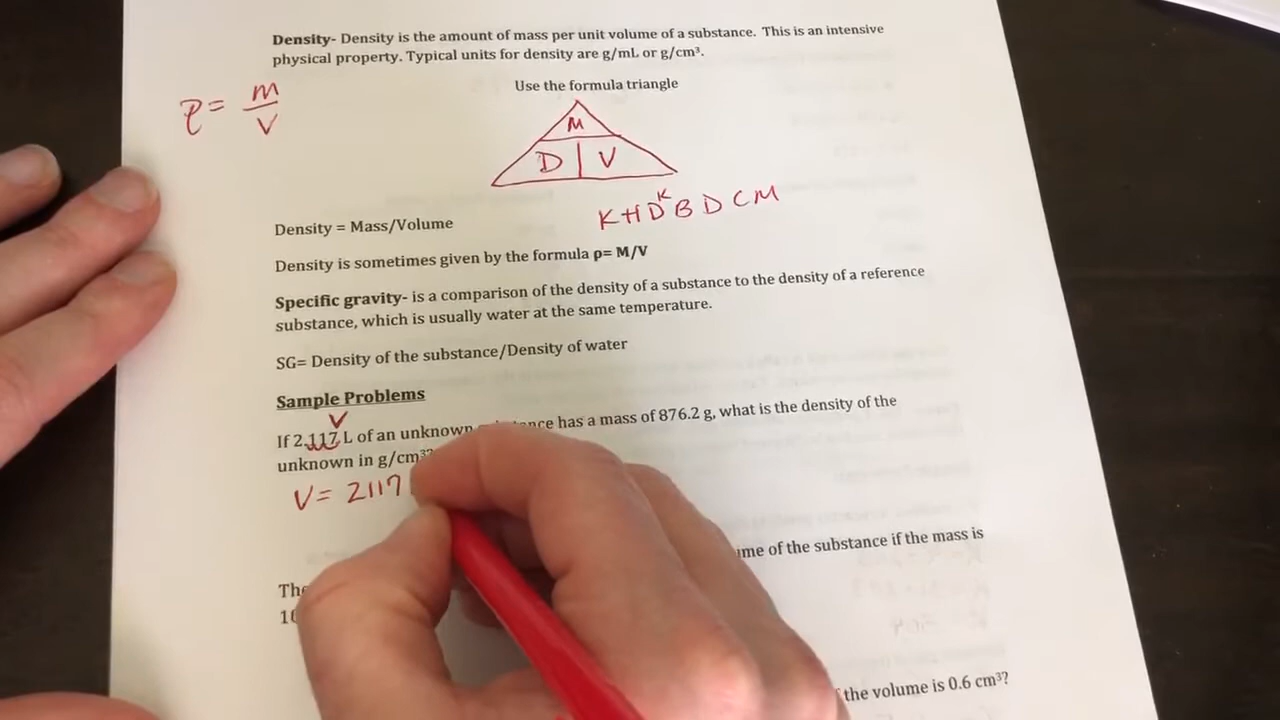 Density- Density is the amount of mass per unit volume of a substance. This is an intensive
physical property. Typical units for density are g/mL or g/cm³.
Use the formula triangle
ρ = m
V
M
D | V
K
K H D B D C M
Density = Mass/Volume
Density is sometimes given by the formula ρ= M/V
Specific gravity- is a comparison of the density of a substance to the density of a reference
substance, which is usually water at the same temperature.
SG= Density of the substance/Density of water
Sample Problems
V
If 2.117 L of an unknown has a mass of 876.2 g, what is the density of the
unknown in g/cm³?
V = 2117
of the substance if the mass is
the volume is 0.6 cm³?